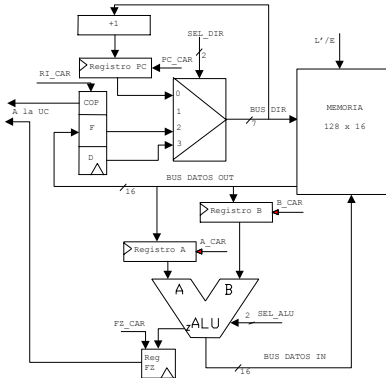 +1
SEL_DIR
L'/E
Registro PC
PC_CAR
2
RI_CAR
COP
A la UC
0
1
F
2
D
3
BUS DIR
7
MEMORIA
128 x 16
BUS DATOS OUT
16
B_CAR
Registro B
A_CAR
Registro A
A
B
FZ_CAR
Z
ALU
2
SEL_ALU
Reg
FZ
BUS DATOS IN
16